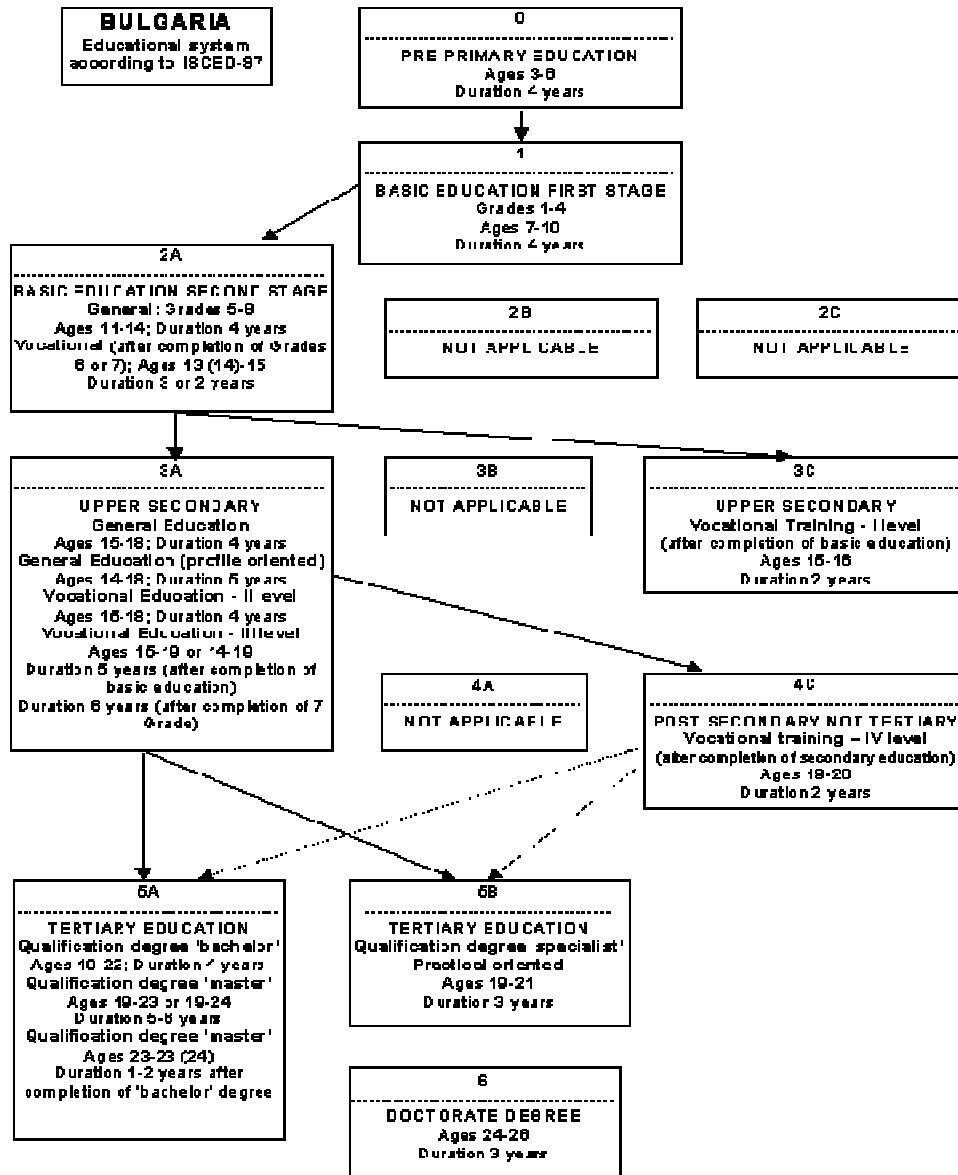 BULGARIA
Educational system
according to ISCED-97
0
PRE PRIMARY EDUCATION
Ages 3-6
Duration 4 years
1
BASIC EDUCATION FIRST STAGE
Grades 1-4
Ages 7-10
Duration 4 years
2A
BASIC EDUCATION SECOND STAGE
General: Grades 5-8
Ages 11-14; Duration 4 years
Vocational (after completion of Grades
6 or 7); Ages 13 (14)-15
Duration 3 or 2 years
2B
NOT APPLICABLE
2C
NOT APPLICABLE
3A
UPPER SECONDARY
General Education
Ages 15-18; Duration 4 years
General Education (profile oriented)
Ages 14-18; Duration 5 years
Vocational Education - II level
Ages 15-18; Duration 4 years
Vocational Education - III level
Ages 15-19 or 14-19
Duration 5 years (after completion of
basic education)
Duration 6 years (after completion of 7
Grade)
3B
NOT APPLICABLE
3C
UPPER SECONDARY
Vocational Training - I level
(after completion of basic education)
Ages 15-16
Duration 2 years
4A
NOT APPLICABLE
4C
POST SECONDARY NOT TERTIARY
Vocational training – IV level
(after completion of secondary education)
Ages 19-20
Duration 2 years
5A
TERTIARY EDUCATION
Qualification degree 'bachelor'
Ages 19-22; Duration 4 years
Qualification degree 'master'
Ages 19-23 or 19-24
Duration 5-6 years
Qualification degree 'master'
Ages 23-23 (24)
Duration 1-2 years after
completion of 'bachelor' degree
5B
TERTIARY EDUCATION
Qualification degree 'specialist'
Practical oriented
Ages 19-21
Duration 3 years
6
DOCTORATE DEGREE
Ages 24-26
Duration 3 years